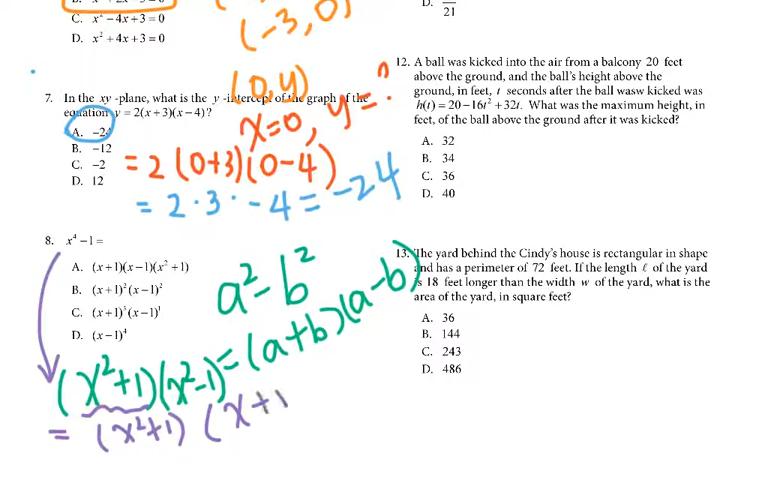 C. x² − 4x + 3 = 0
D. x² + 4x + 3 = 0
(-3, 0)
7. In the xy-plane, what is the y-intercept of the graph of the
equation y = 2(x+3)(x−4)?
A. −24
B. −12
C. −2
D. 12
(0, y)
x=0, y=?
= 2 (0+3)(0-4)
= 2 · 3 · -4 = -24
8. x⁴ − 1 =
A. (x+1)(x−1)(x²+1)
B. (x+1)²(x−1)²
C. (x+1)³(x−1)¹
D. (x−1)⁴
a²-b²
=(a+b)(a-b)
(x²+1)(x²-1)
= (x²+1) (x+1
D.
21
12. A ball was kicked into the air from a balcony 20 feet
above the ground, and the ball's height above the
ground, in feet, t seconds after the ball wasw kicked was
h(t) = 20 − 16t² + 32t. What was the maximum height, in
feet, of the ball above the ground after it was kicked?
A. 32
B. 34
C. 36
D. 40
13. The yard behind the Cindy's house is rectangular in shape
and has a perimeter of 72 feet. If the length ℓ of the yard
is 18 feet longer than the width w of the yard, what is the
area of the yard, in square feet?
A. 36
B. 144
C. 243
D. 486